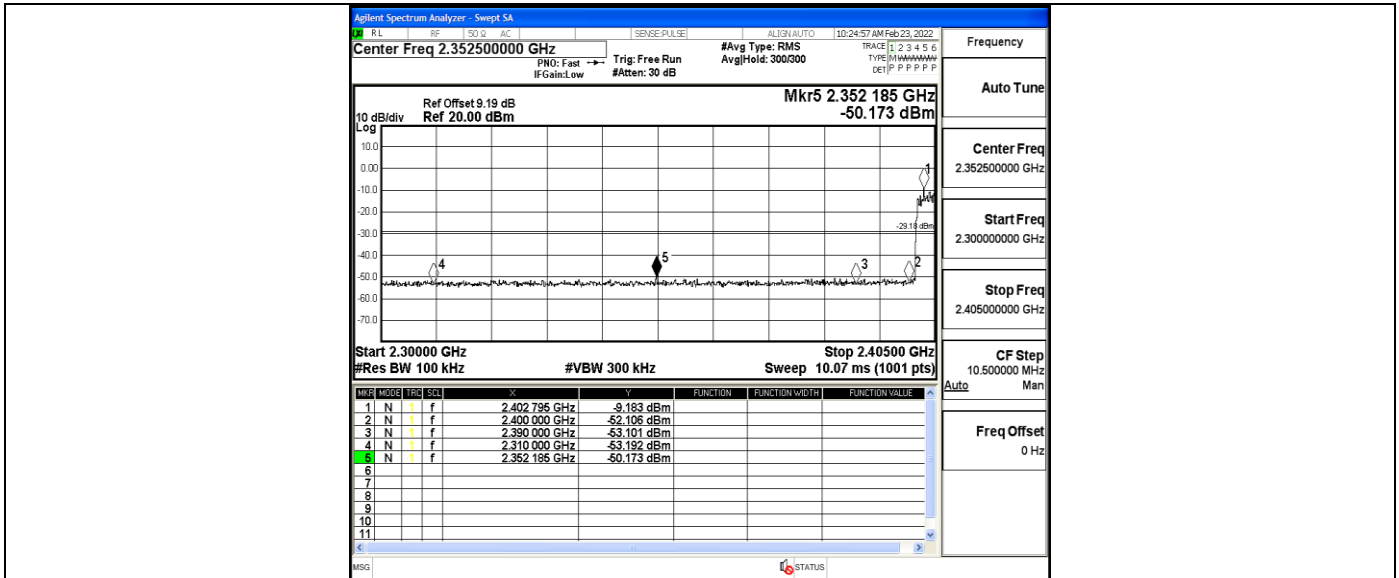 Agilent Spectrum Analyzer - Swept SA
RL RF 50 Ω AC SENSE:PULSE ALIGNAUTO 10:24:57 AM Feb 23, 2022
Center Freq 2.352500000 GHz
PNO: Fast
IFGain:Low
Trig: Free Run
#Atten: 30 dB
#Avg Type: RMS
Avg|Hold: 300/300
TRACE 1 2 3 4 5 6
TYPE M
DET P P P P P P
Mkr5 2.352 185 GHz
-50.173 dBm
Ref Offset 9.19 dB
10 dB/div Ref 20.00 dBm
Log
10.0
0.00
-10.0
-20.0
-30.0
-40.0
-50.0
-60.0
-70.0
1
-29.18 dBm
4
5
3
2
Start 2.30000 GHz Stop 2.40500 GHz
#Res BW 100 kHz #VBW 300 kHz Sweep 10.07 ms (1001 pts)
MKR MODE TRC SCL X Y FUNCTION FUNCTION WIDTH FUNCTION VALUE
1 N 1 f 2.402 795 GHz -9.183 dBm
2 N 1 f 2.400 000 GHz -52.106 dBm
3 N 1 f 2.390 000 GHz -53.101 dBm
4 N 1 f 2.310 000 GHz -53.192 dBm
5 N 1 f 2.352 185 GHz -50.173 dBm
6
7
8
9
10
11
MSG STATUS
Frequency
Auto Tune
Center Freq
2.352500000 GHz
Start Freq
2.300000000 GHz
Stop Freq
2.405000000 GHz
CF Step
10.500000 MHz
Auto Man
Freq Offset
0 Hz